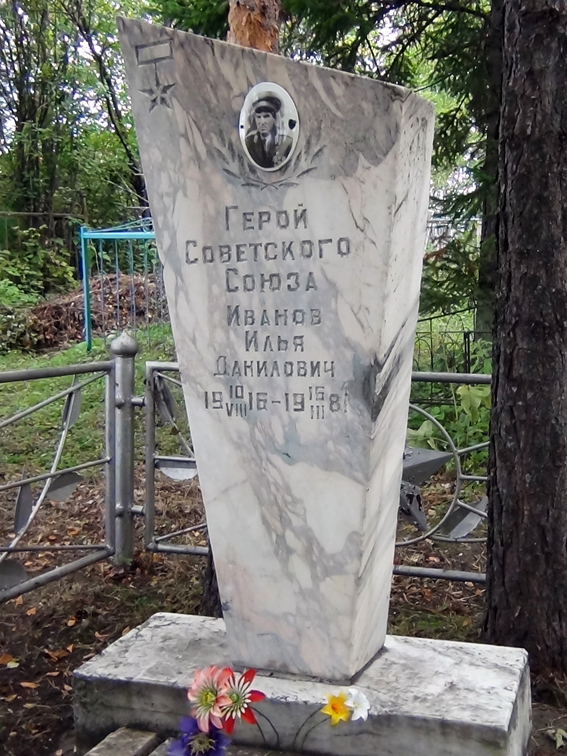 ГЕРОЙ
СОВЕТСКОГО
СОЮЗА
ИВАНОВ
ИЛЬЯ
ДАНИЛОВИЧ
19 10/VIII 16-19 16/III 81